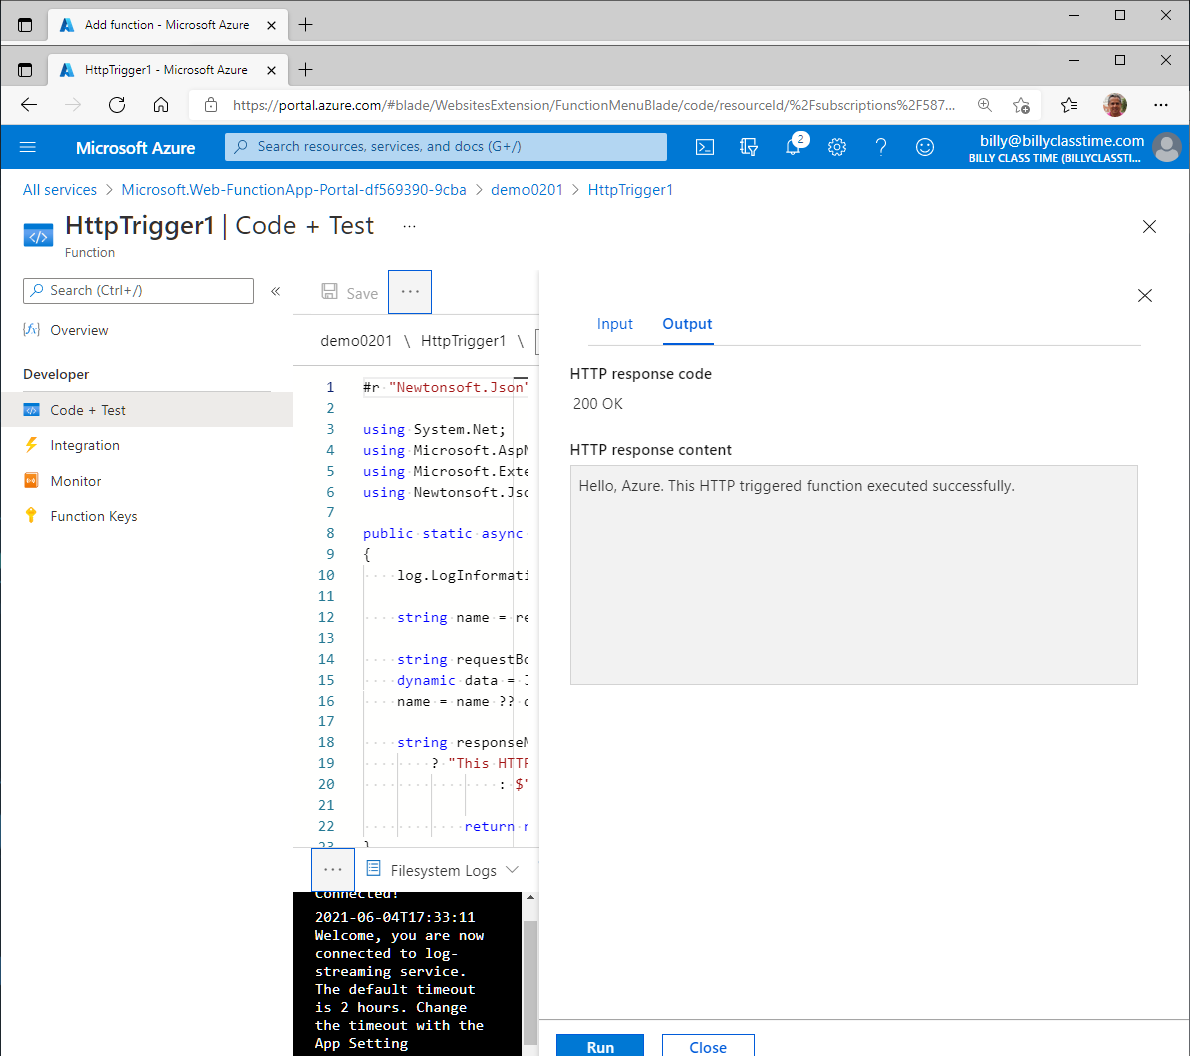 Add function - Microsoft Azure
HttpTrigger1 - Microsoft Azure
https://portal.azure.com/#blade/WebsitesExtension/FunctionMenuBlade/code/resourceId/%2Fsubscriptions%2F587...
Microsoft Azure
Search resources, services, and docs (G+/)
2
billy@billyclasstime.com
BILLY CLASS TIME (BILLYCLASSTI...
All services > Microsoft.Web-FunctionApp-Portal-df569390-9cba > demo0201 > HttpTrigger1
HttpTrigger1 | Code + Test ...
Function
Search (Ctrl+/)
«
Overview
Developer
Code + Test
Integration
Monitor
Function Keys
Save
...
demo0201 \ HttpTrigger1 \
1 #r "Newtonsoft.Json"
2
3 using System.Net;
4 using Microsoft.AspN
5 using Microsoft.Exte
6 using Newtonsoft.Jso
7
8 public static async
9 {
10 log.LogInformati
11
12 string name = re
13
14 string requestBo
15 dynamic data = J
16 name = name ?? d
17
18 string responseM
19 ? "This HTTP
20 : $"
21
22 return n
23 }
... Filesystem Logs
Connected!
2021-06-04T17:33:11
Welcome, you are now
connected to log-
streaming service.
The default timeout
is 2 hours. Change
the timeout with the
App Setting
Input Output
HTTP response code
200 OK
HTTP response content
Hello, Azure. This HTTP triggered function executed successfully.
Run Close